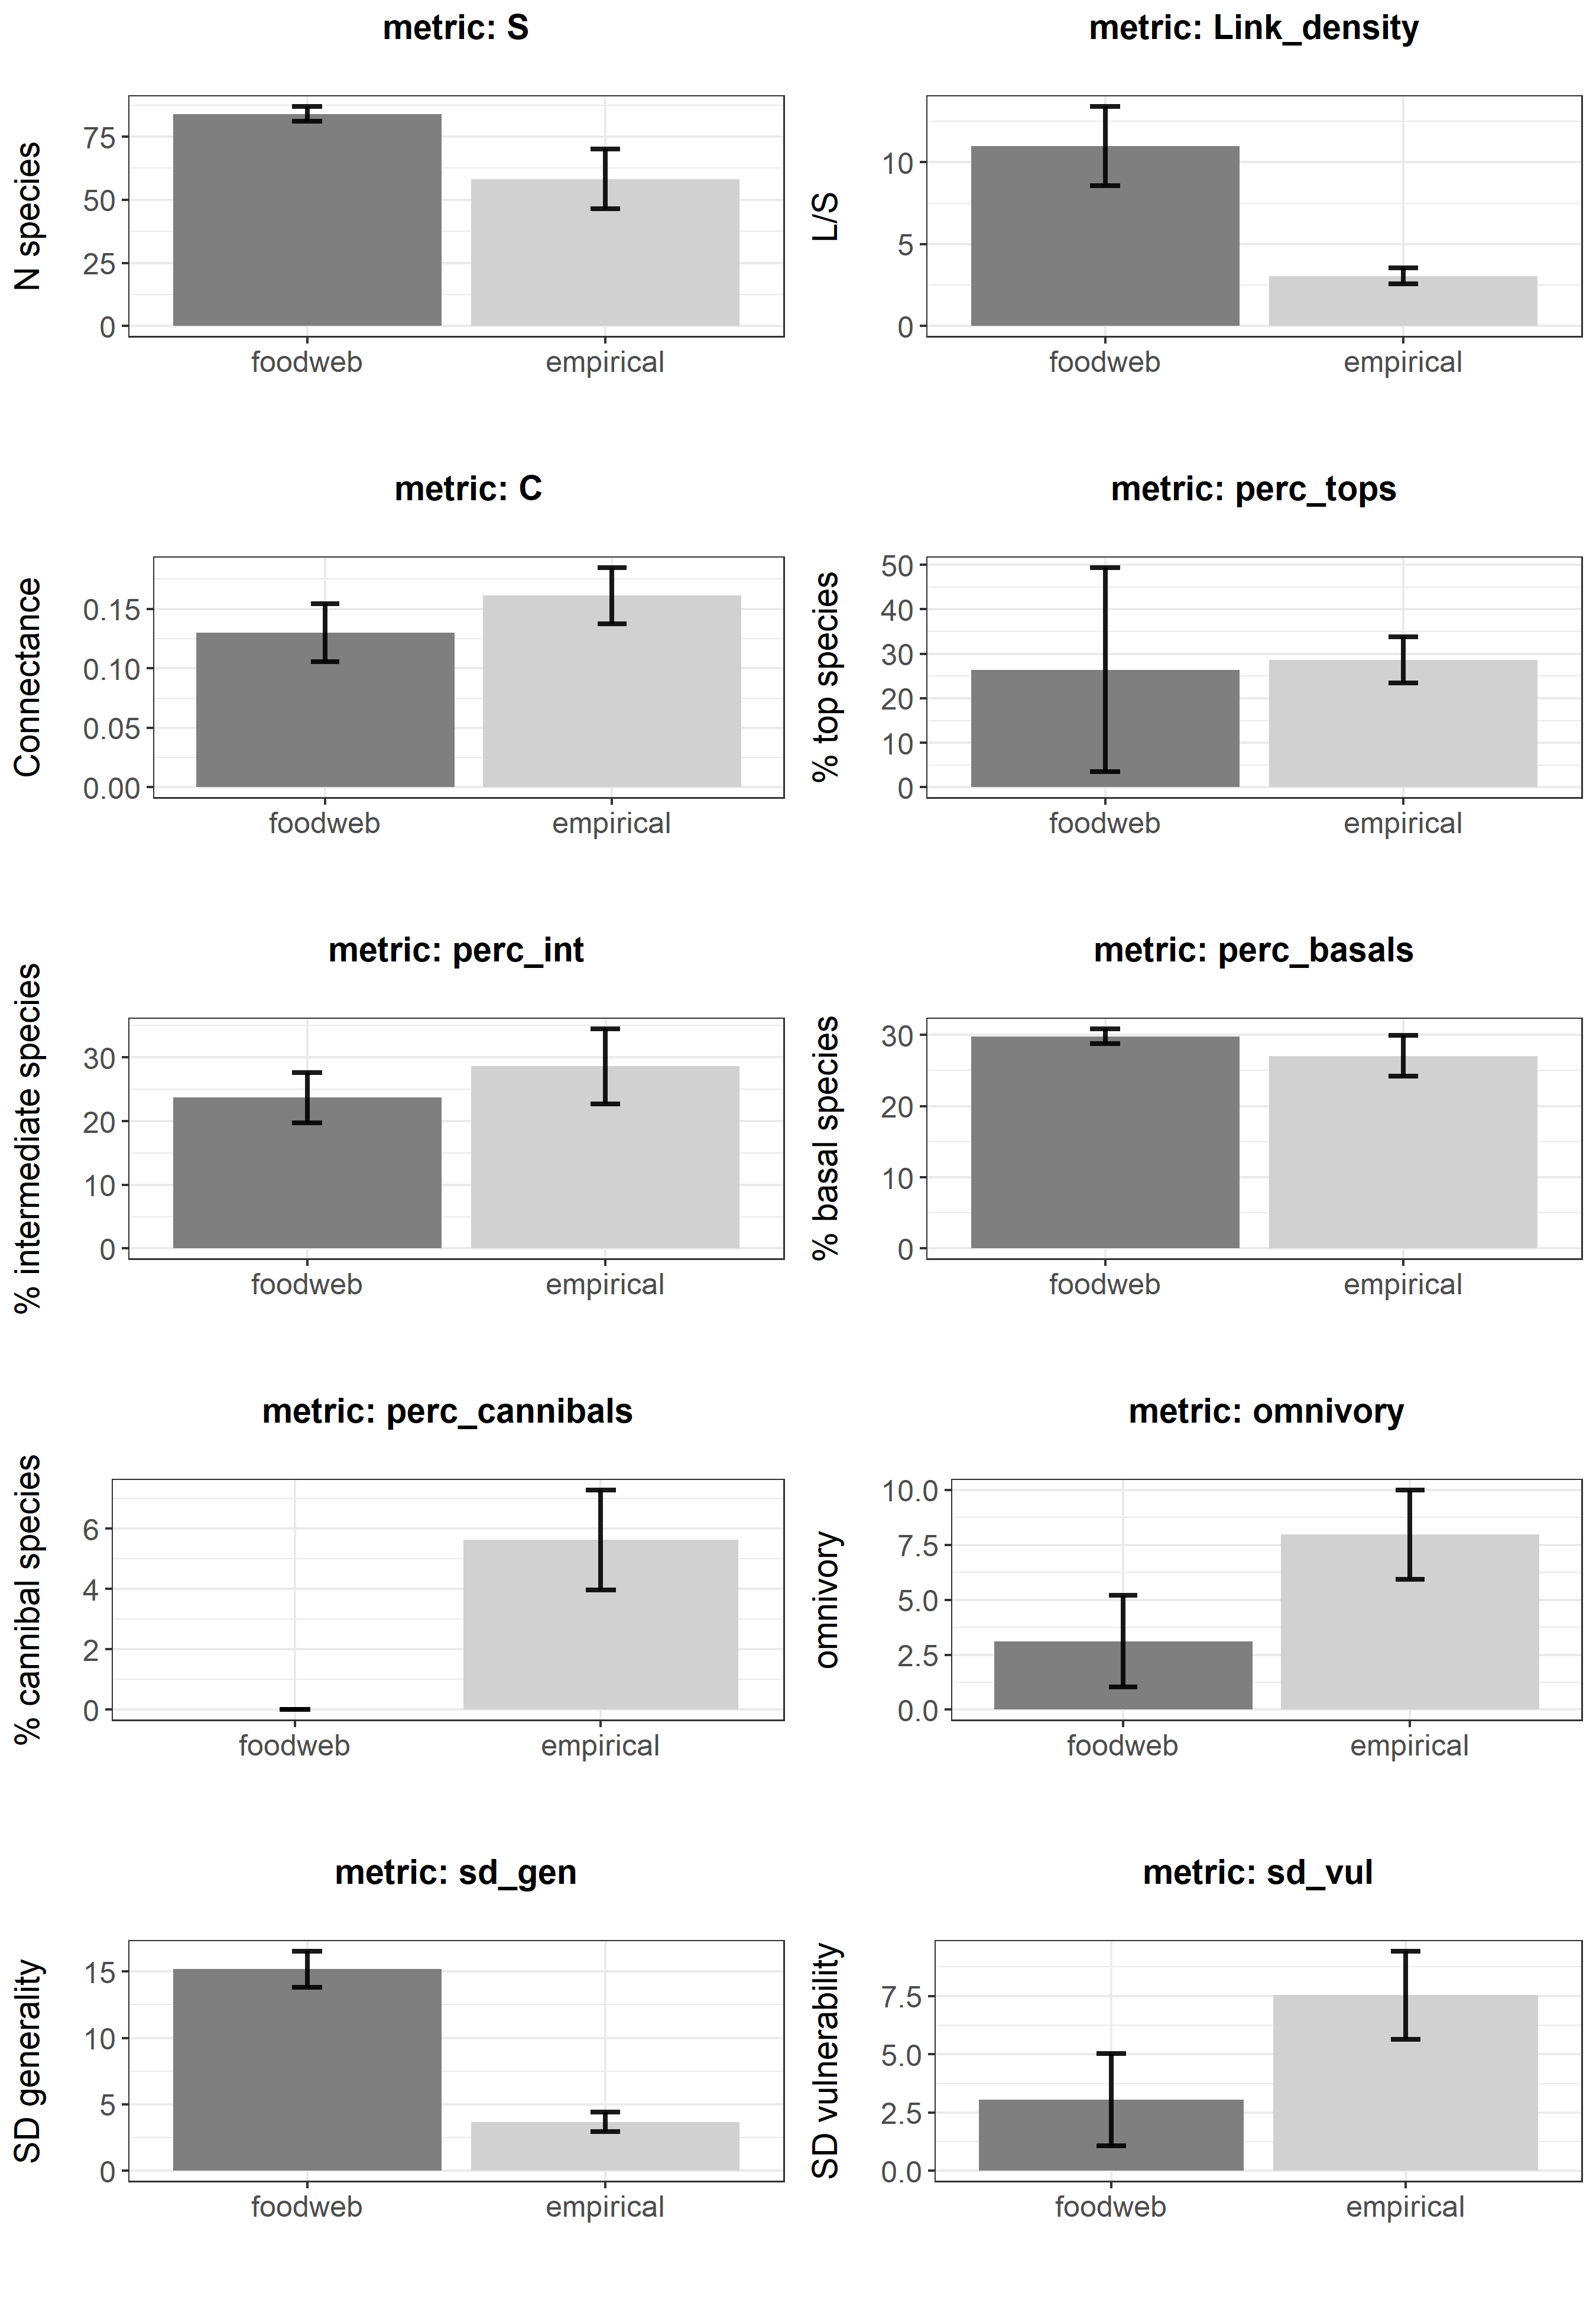 metric: S
N species
75
50
25
0
foodweb empirical
metric: Link_density
L/S
10
5
0
foodweb empirical
metric: C
Connectance
0.15
0.10
0.05
0.00
foodweb empirical
metric: perc_tops
% top species
50
40
30
20
10
0
foodweb empirical
metric: perc_int
% intermediate species
30
20
10
0
foodweb empirical
metric: perc_basals
% basal species
30
20
10
0
foodweb empirical
metric: perc_cannibals
% cannibal species
6
4
2
0
foodweb empirical
metric: omnivory
omnivory
10.0
7.5
5.0
2.5
0.0
foodweb empirical
metric: sd_gen
SD generality
15
10
5
0
foodweb empirical
metric: sd_vul
SD vulnerability
7.5
5.0
2.5
0.0
foodweb empirical